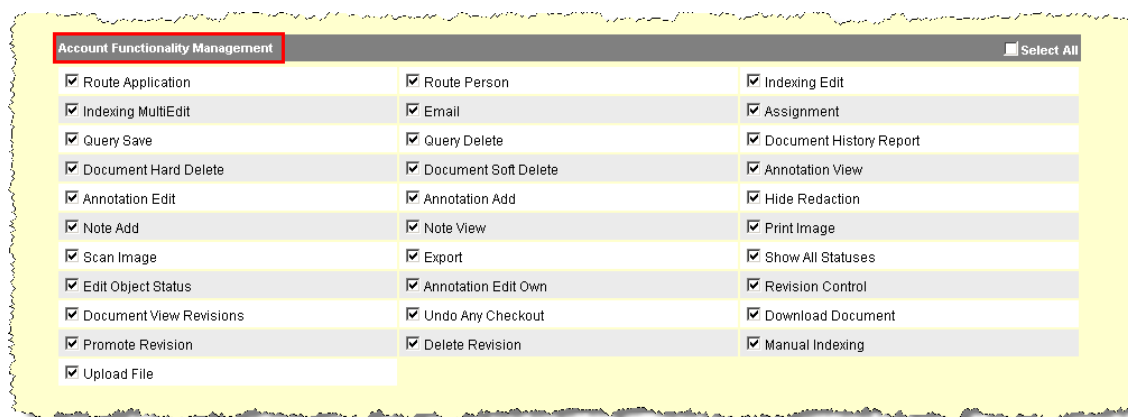 Account Functionality Management Select All
Route Application Route Person Indexing Edit
Indexing MultiEdit Email Assignment
Query Save Query Delete Document History Report
Document Hard Delete Document Soft Delete Annotation View
Annotation Edit Annotation Add Hide Redaction
Note Add Note View Print Image
Scan Image Export Show All Statuses
Edit Object Status Annotation Edit Own Revision Control
Document View Revisions Undo Any Checkout Download Document
Promote Revision Delete Revision Manual Indexing
Upload File